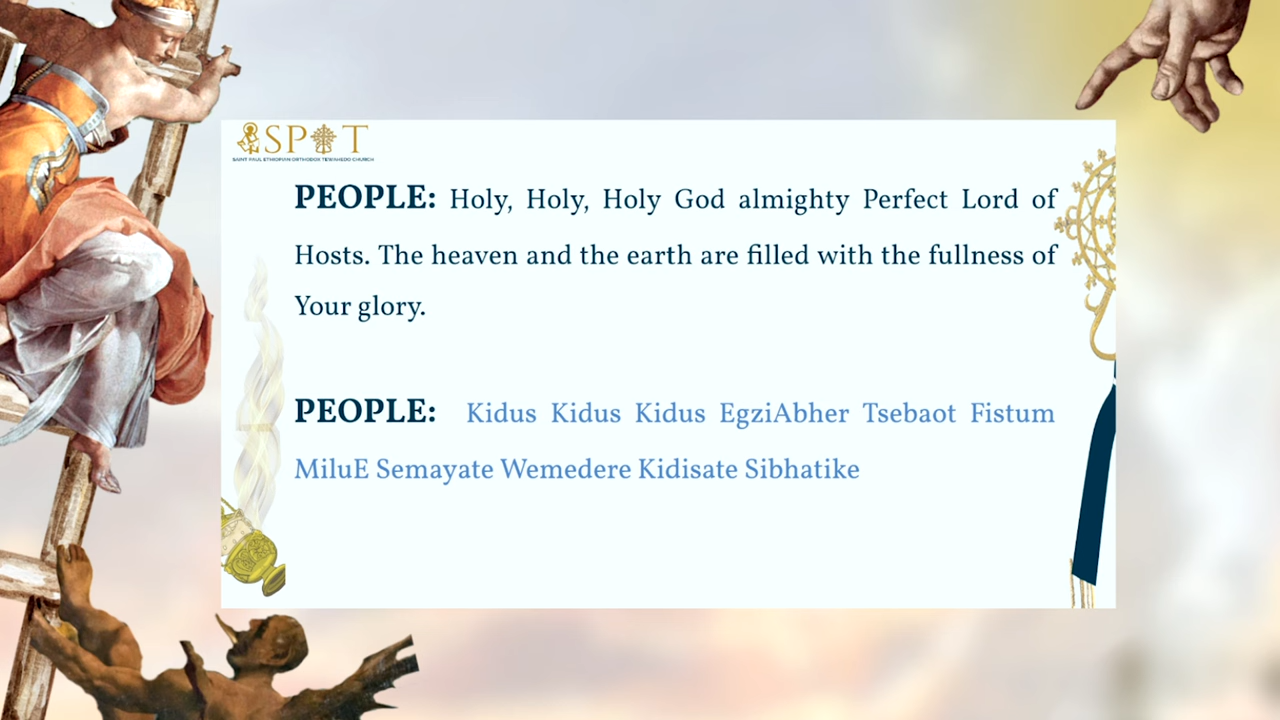 SPOT
SAINT PAUL ETHIOPIAN ORTHODOX TEWAHEDO CHURCH
PEOPLE: Holy, Holy, Holy God almighty Perfect Lord of
Hosts. The heaven and the earth are filled with the fullness of
Your glory.
PEOPLE: Kidus Kidus Kidus EgziAbher Tsebaot Fistum
MiluE Semayate Wemedere Kidisate Sibhatike